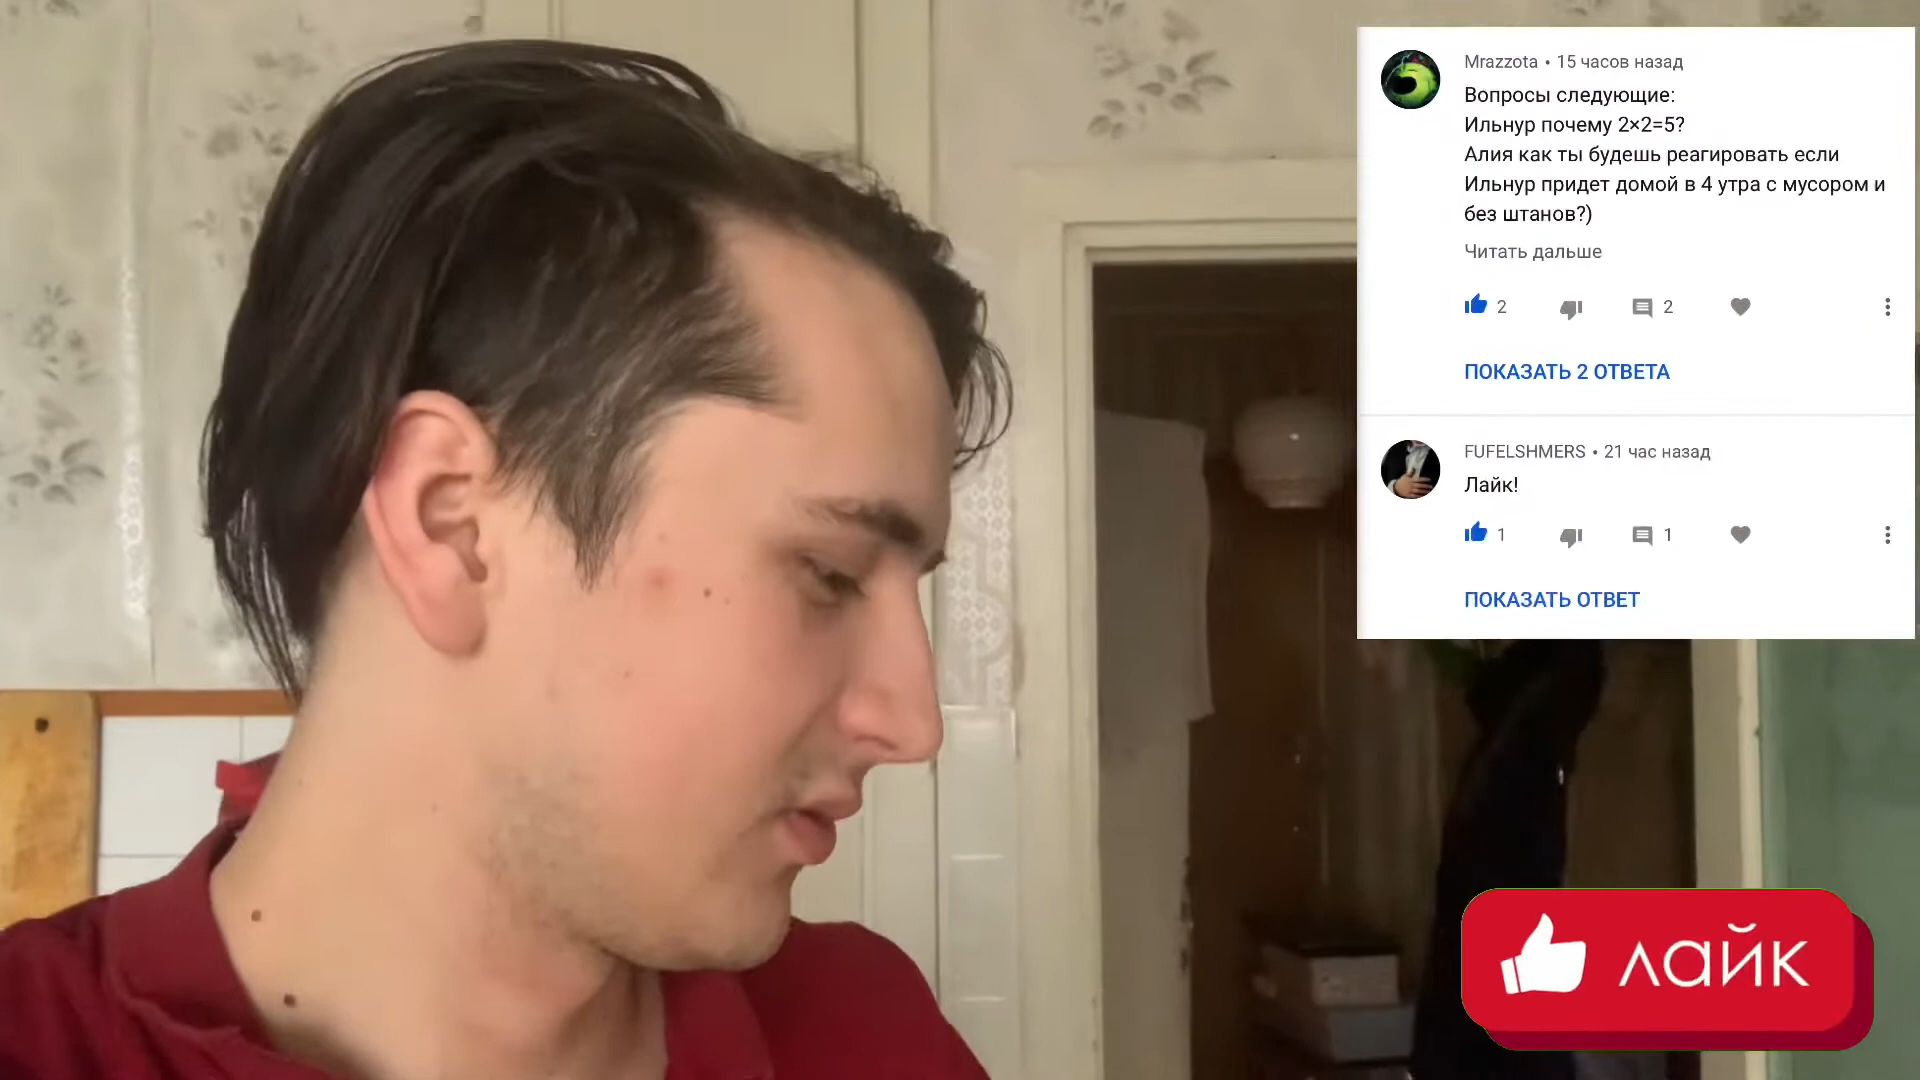 Mrazzota • 15 часов назад
Вопросы следующие:
Ильнур почему 2×2=5?
Алия как ты будешь реагировать если
Ильнур придет домой в 4 утра с мусором и
без штанов?)
Читать дальше
2 2
ПОКАЗАТЬ 2 ОТВЕТА
FUFELSHMERS • 21 час назад
Лайк!
1 1
ПОКАЗАТЬ ОТВЕТ
лайк